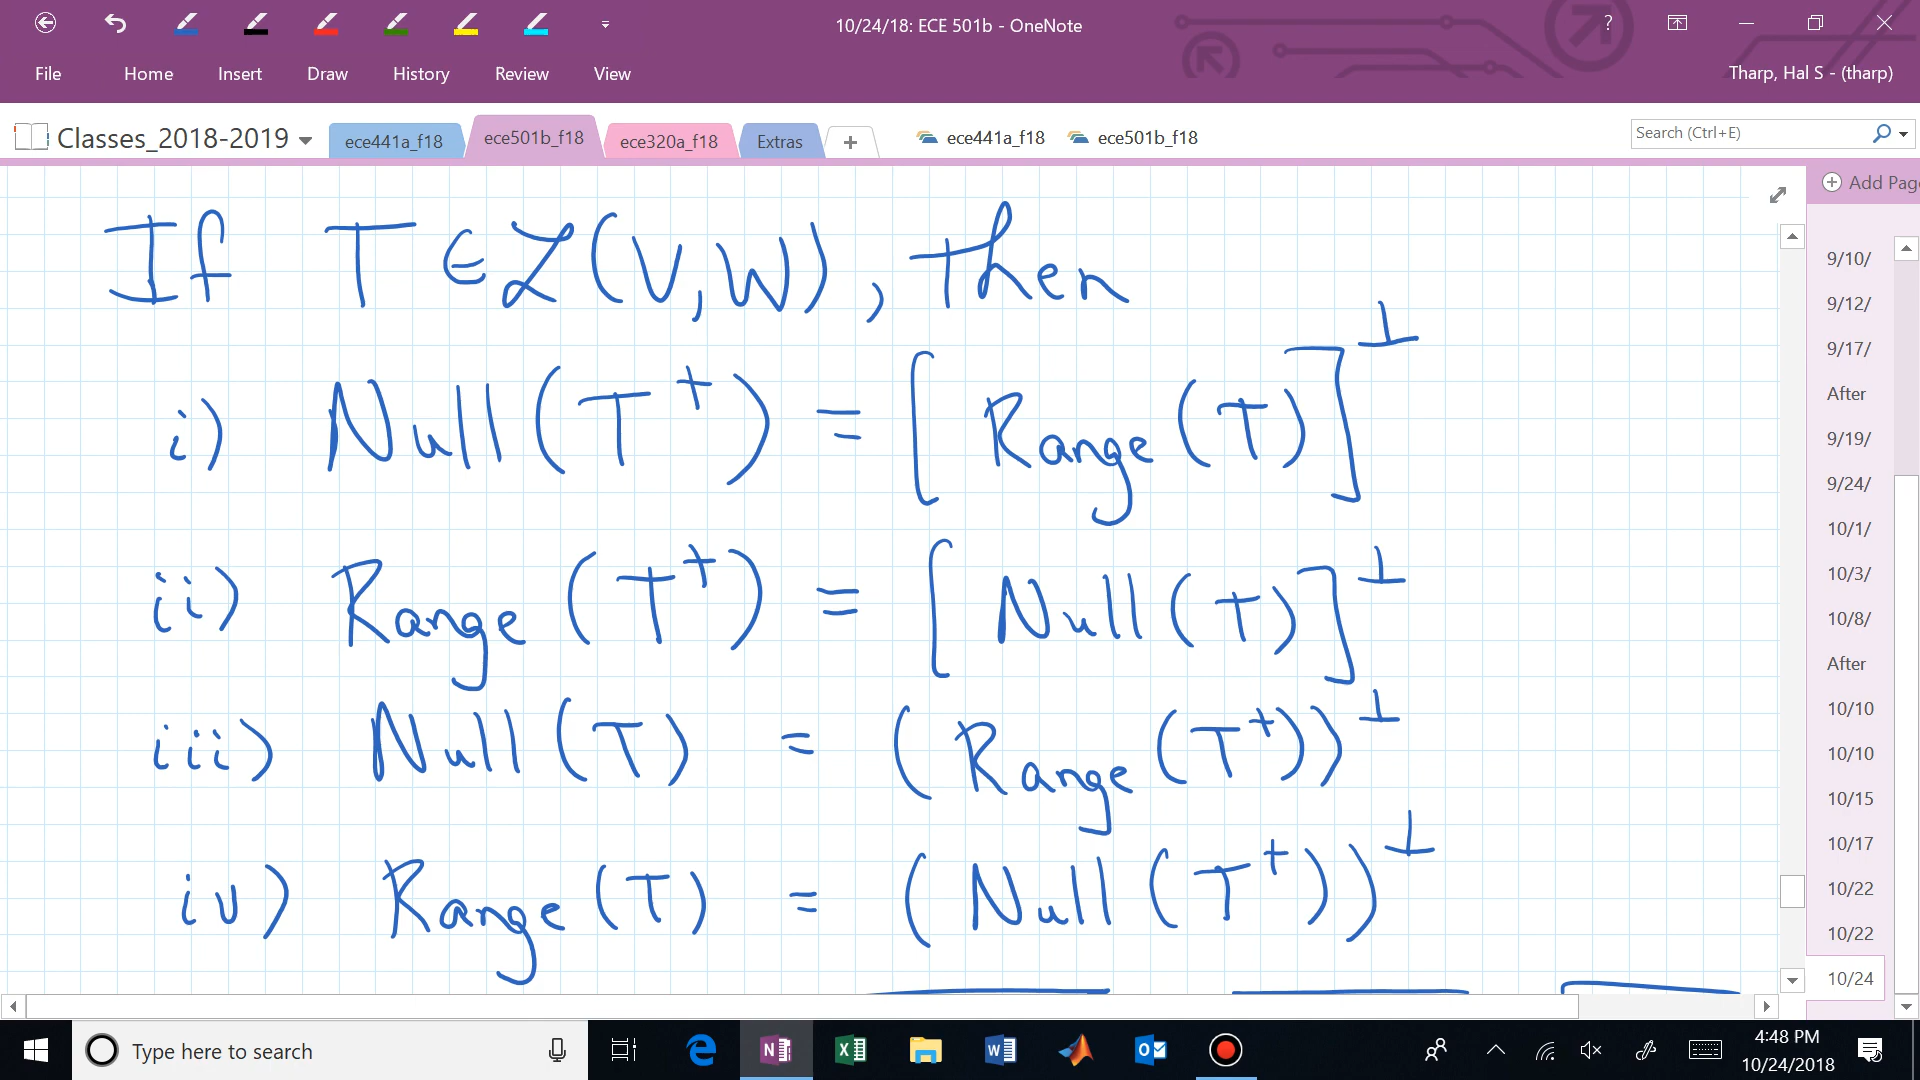 10/24/18: ECE 501b - OneNote
?
File Home Insert Draw History Review View
Tharp, Hal S - (tharp)
Classes_2018-2019
ece441a_f18
ece501b_f18
ece320a_f18
Extras
ece441a_f18
ece501b_f18
Search (Ctrl+E)
If T ∈ ℒ(V,W), then
i) Null(T⁺) = [Range(T)]^⊥
ii) Range(T⁺) = [Null(T)]^⊥
iii) Null(T) = (Range(T⁺))^⊥
iv) Range(T) = (Null(T⁺))^⊥
Add Page
9/10/
9/12/
9/17/
After
9/19/
9/24/
10/1/
10/3/
10/8/
After
10/10
10/10
10/15
10/17
10/22
10/22
10/24
Type here to search
4:48 PM
10/24/2018